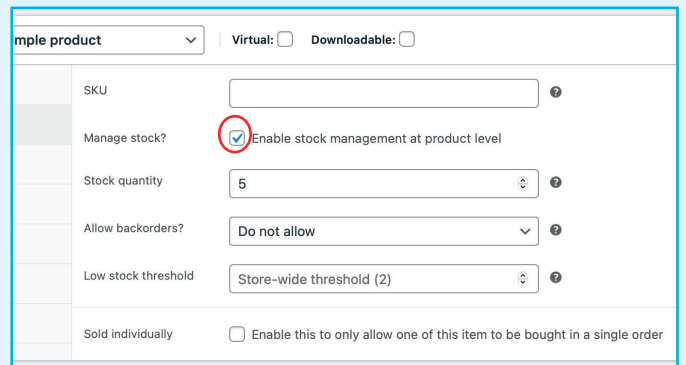 mple product Virtual: Downloadable:
SKU
Manage stock? Enable stock management at product level
Stock quantity 5
Allow backorders? Do not allow
Low stock threshold Store-wide threshold (2)
Sold individually Enable this to only allow one of this item to be bought in a single order